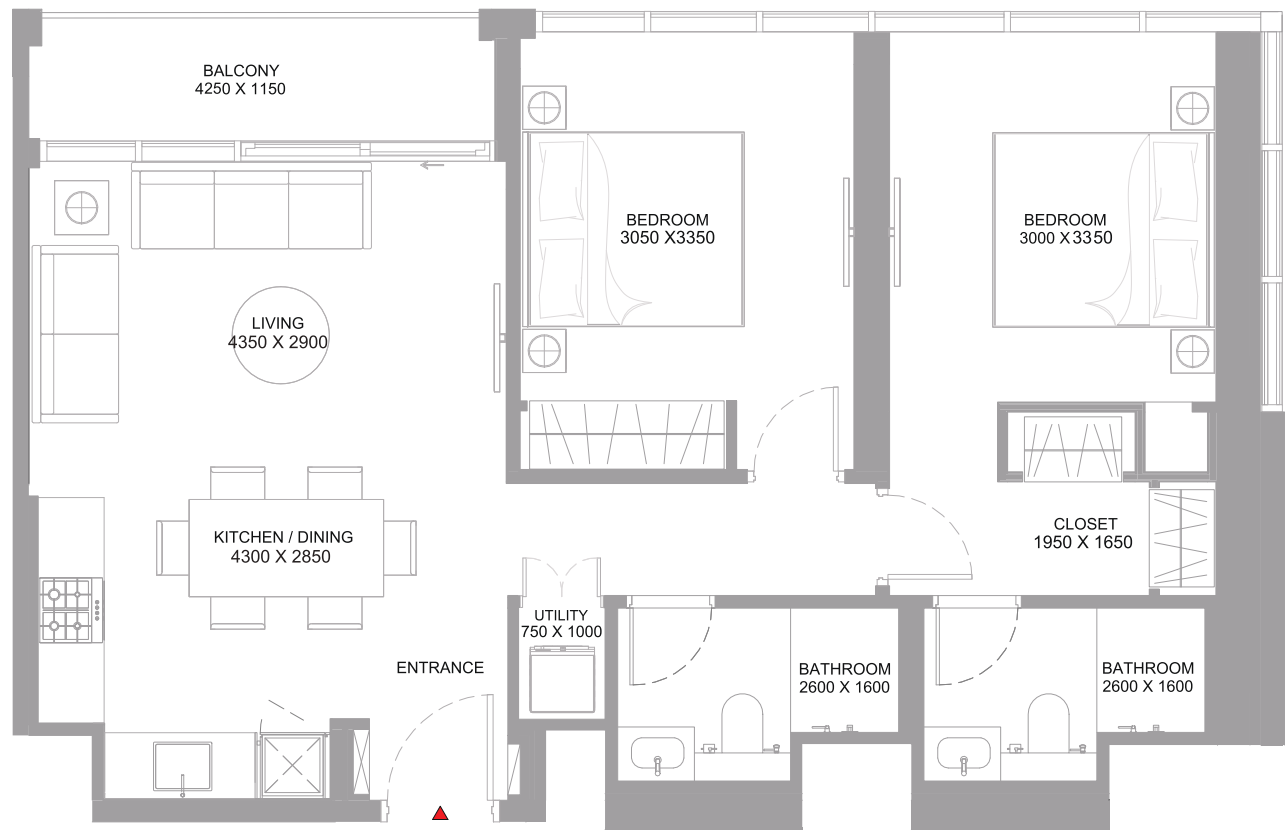 BALCONY
4250 X 1150
BEDROOM
3050 X3350
BEDROOM
3000 X 3350
LIVING
4350 X 2900
KITCHEN / DINING
4300 X 2850
CLOSET
1950 X 1650
UTILITY
750 X 1000
ENTRANCE
BATHROOM
2600 X 1600
BATHROOM
2600 X 1600